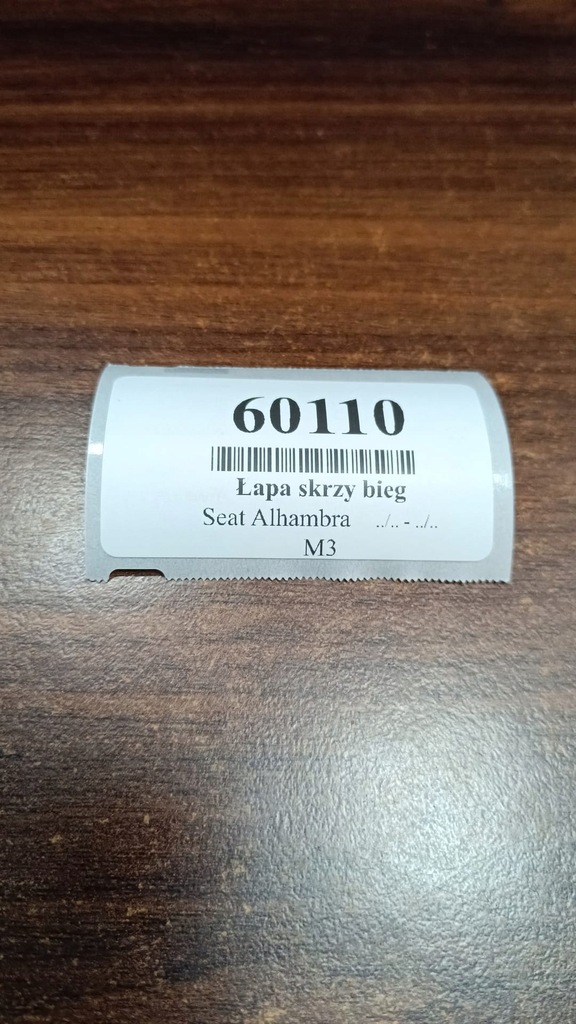 60110
Łapa skrzy bieg
Seat Alhambra ../.. - ../..
M3